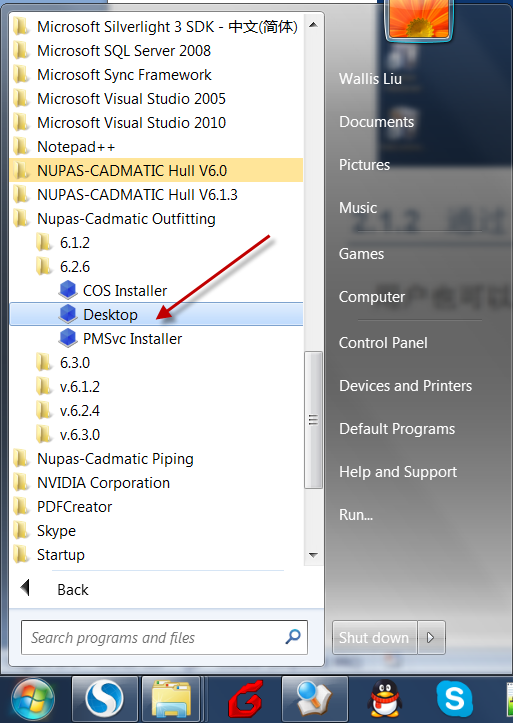 Microsoft Silverlight 3 SDK - 中文(简体)
Microsoft SQL Server 2008
Microsoft Sync Framework
Microsoft Visual Studio 2005
Microsoft Visual Studio 2010
Notepad++
NUPAS-CADMATIC Hull V6.0
NUPAS-CADMATIC Hull V6.1.3
Nupas-Cadmatic Outfitting
6.1.2
6.2.6
COS Installer
Desktop
PMSvc Installer
6.3.0
v.6.1.2
v.6.2.4
v.6.3.0
Nupas-Cadmatic Piping
NVIDIA Corporation
PDFCreator
Skype
Startup
Back
Search programs and files
Wallis Liu
Documents
Pictures
Music
Games
Computer
Control Panel
Devices and Printers
Default Programs
Help and Support
Run...
Shut down
2.1.2 通过
用户也可以